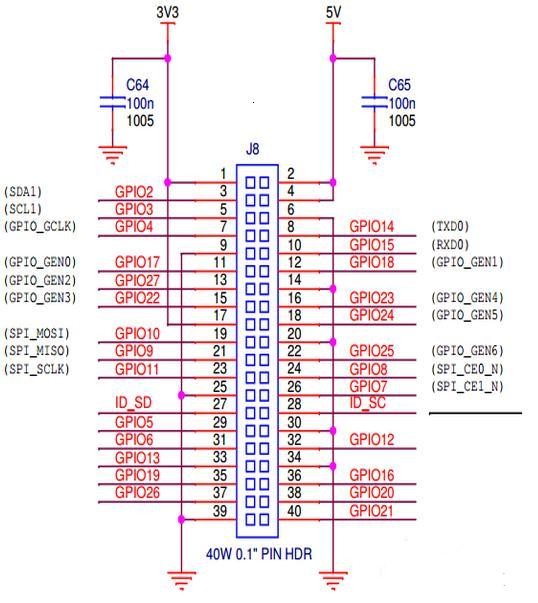 3V3 5V
C64 C65
100n 100n
1005 1005
J8
1 2
(SDA1) GPIO2 3 4
(SCL1) GPIO3 5 6
(GPIO_GCLK) GPIO4 7 8 GPIO14 (TXD0)
9 10 GPIO15 (RXD0)
(GPIO_GEN0) GPIO17 11 12 GPIO18 (GPIO_GEN1)
(GPIO_GEN2) GPIO27 13 14
(GPIO_GEN3) GPIO22 15 16 GPIO23 (GPIO_GEN4)
17 18 GPIO24 (GPIO_GEN5)
(SPI_MOSI) GPIO10 19 20
(SPI_MISO) GPIO9 21 22 GPIO25 (GPIO_GEN6)
(SPI_SCLK) GPIO11 23 24 GPIO8 (SPI_CE0_N)
25 26 GPIO7 (SPI_CE1_N)
ID_SD 27 28 ID_SC
GPIO5 29 30
GPIO6 31 32 GPIO12
GPIO13 33 34
GPIO19 35 36 GPIO16
GPIO26 37 38 GPIO20
39 40 GPIO21
40W 0.1" PIN HDR